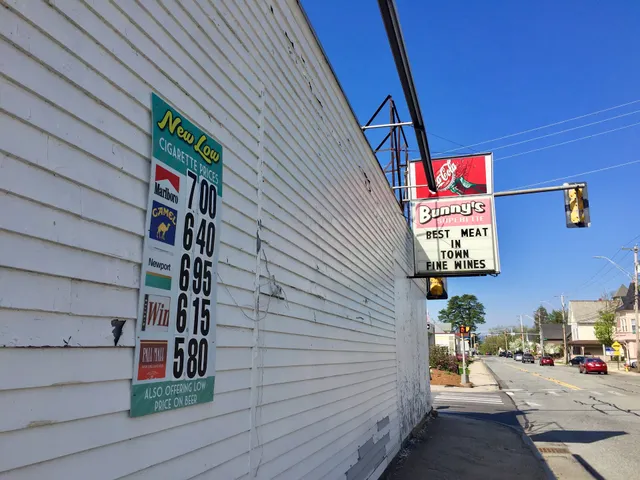 New Low
CIGARETTE PRICES
Marlboro 7 00
CAMEL 6 40
Newport 6 95
Win 6 15
PALL MALL 5 80
ALSO OFFERING LOW
PRICE ON BEER
Coca-Cola
Bunny's
SUPERETTE
BEST MEAT
IN
TOWN
FINE WINES